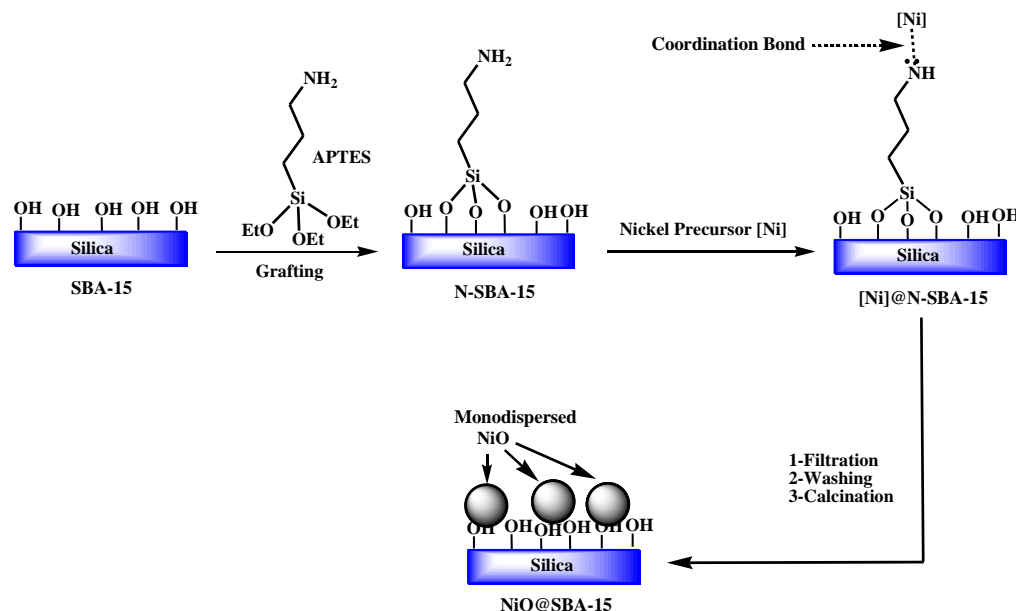 OH OH OH OH OH
Silica
SBA-15
NH2
APTES
Si
EtO OEt OEt
Grafting
NH2
Si
OH O O O OH OH
Silica
N-SBA-15
Nickel Precursor [Ni]
[Ni]
Coordination Bond
NH
Si
OH O O O OH OH
Silica
[Ni]@N-SBA-15
1-Filtration
2-Washing
3-Calcination
Monodispersed
NiO
OH OH OH OH OH OH
Silica
NiO@SBA-15